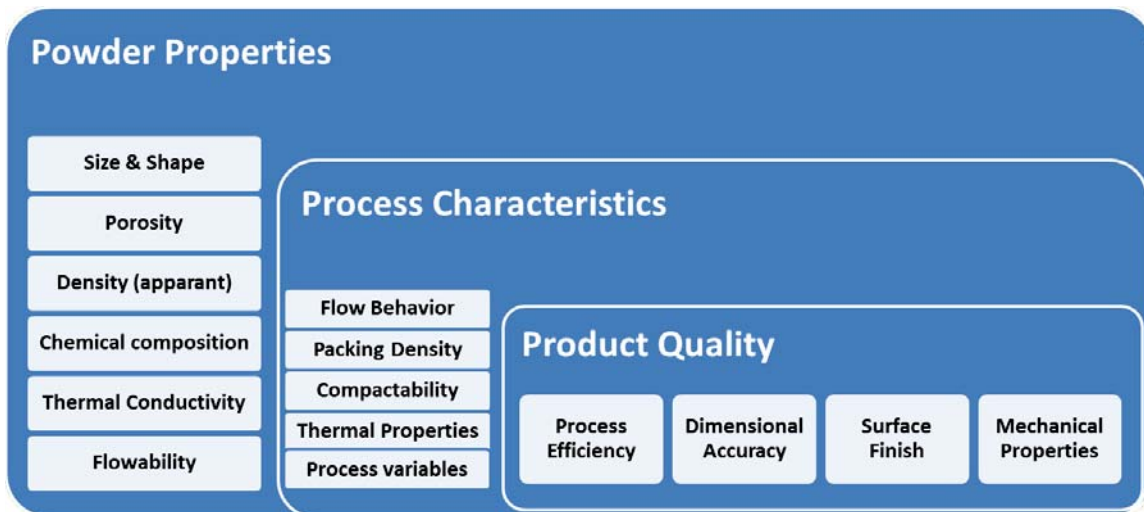 Powder Properties
Size & Shape
Porosity
Density (apparant)
Chemical composition
Thermal Conductivity
Flowability
Process Characteristics
Flow Behavior
Packing Density
Compactability
Thermal Properties
Process variables
Product Quality
Process
Efficiency
Dimensional
Accuracy
Surface
Finish
Mechanical
Properties